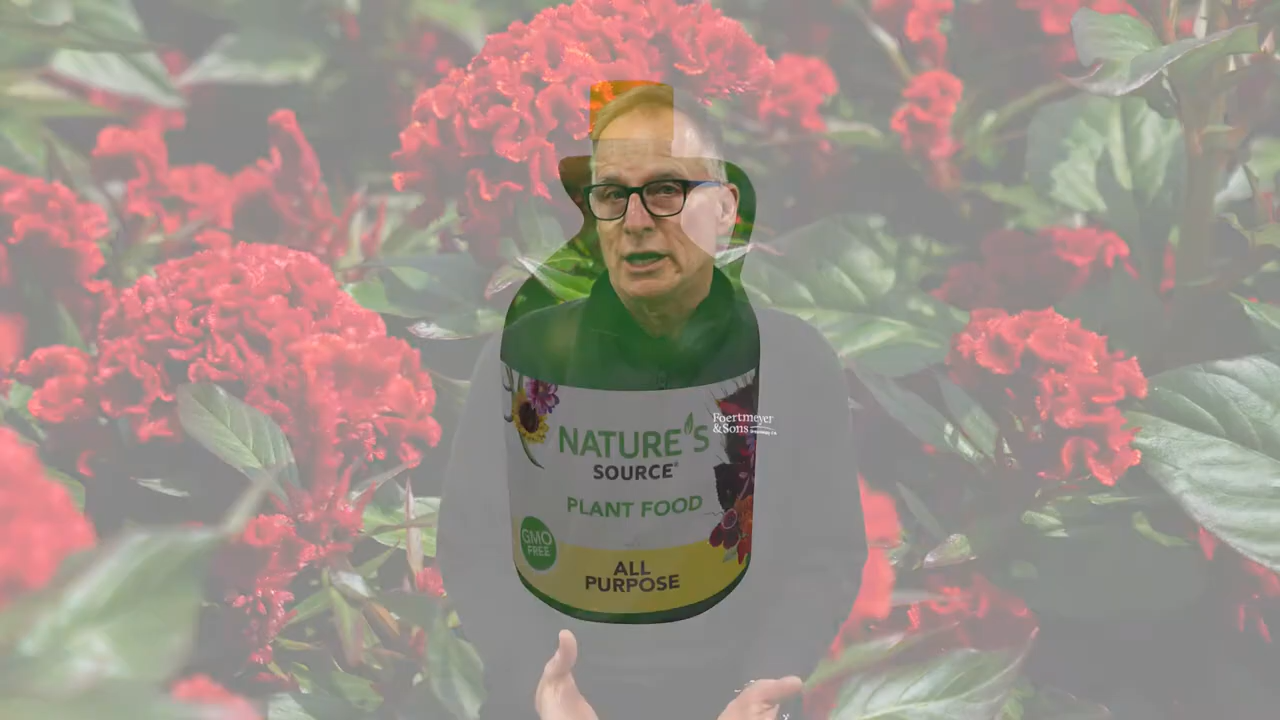 Foertmeyer
&Sons
NATURE'S
SOURCE®
PLANT FOOD
GMO
FREE
ALL
PURPOSE